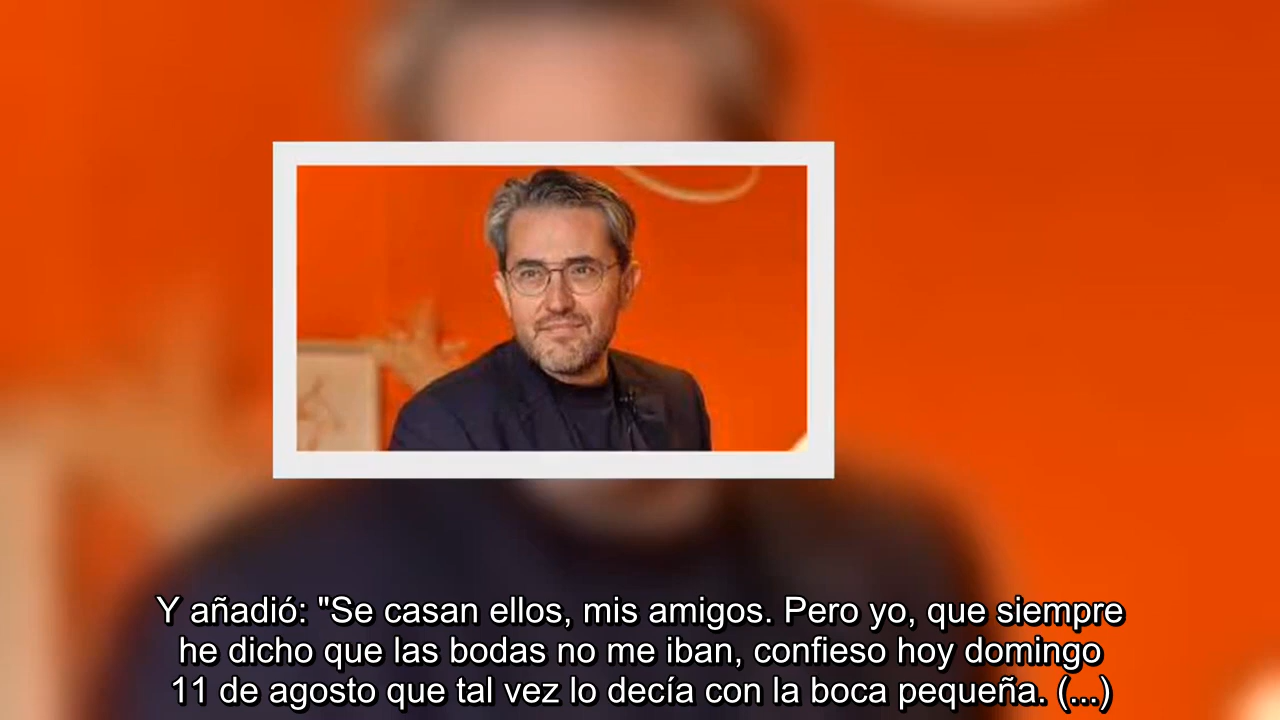 Y añadió: "Se casan ellos, mis amigos. Pero yo, que siempre
he dicho que las bodas no me iban, confieso hoy domingo
11 de agosto que tal vez lo decía con la boca pequeña. (...)